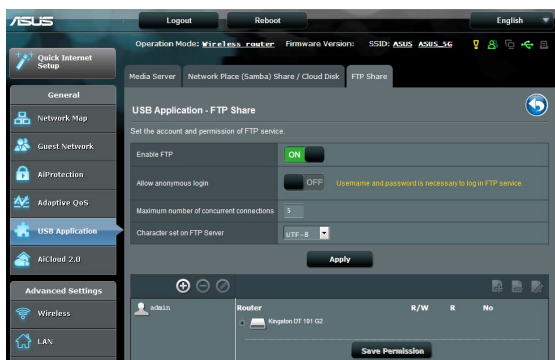 ASUS Logout Reboot English
Operation Mode: Wireless router Firmware Version: SSID: ASUS ASUS_5G
Quick Internet
Setup
General
Network Map
Guest Network
AiProtection
Adaptive QoS
USB Application
AiCloud 2.0
Advanced Settings
Wireless
LAN
Media Server Network Place (Samba) Share / Cloud Disk FTP Share
USB Application - FTP Share
Set the account and permission of FTP service.
Enable FTP ON
Allow anonymous login OFF Username and password is necessary to log in FTP service.
Maximum number of concurrent connections 5
Character set on FTP Server UTF-8
Apply
admin
Router R/W R No
Kingston DT 101 G2
Save Permission